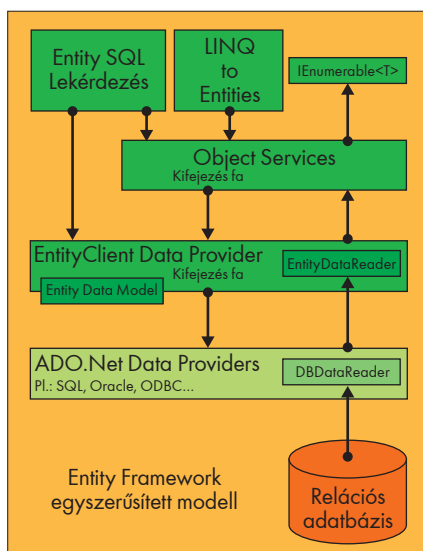 Entity SQL
Lekérdezés
LINQ
to
Entities
IEnumerable<T>
Object Services
Kifejezés fa
EntityClient Data Provider
Kifejezés fa
EntityDataReader
Entity Data Model
ADO.Net Data Providers
Pl.: SQL, Oracle, ODBC...
DBDataReader
Entity Framework
egyszerűsített modell
Relációs
adatbázis